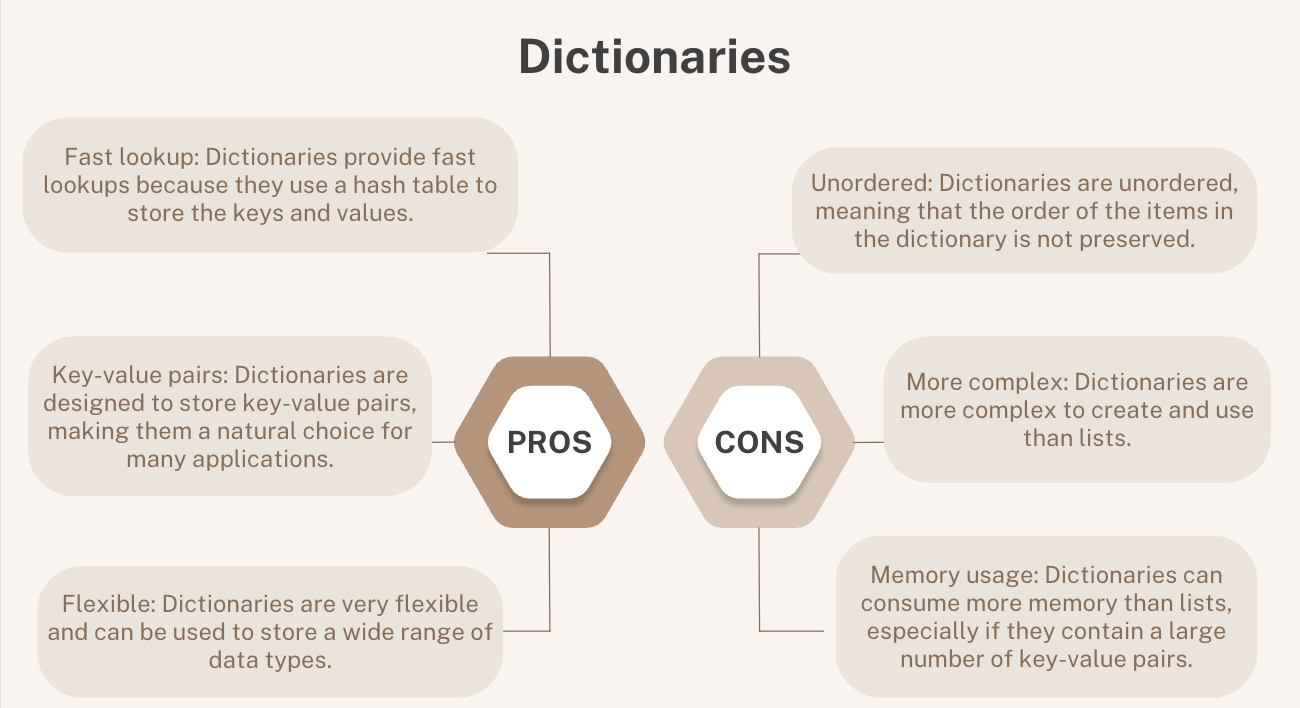 Dictionaries
Fast lookup: Dictionaries provide fast
lookups because they use a hash table to
store the keys and values.
Key-value pairs: Dictionaries are
designed to store key-value pairs,
making them a natural choice for
many applications.
Flexible: Dictionaries are very flexible
and can be used to store a wide range of
data types.
PROS
CONS
Unordered: Dictionaries are unordered,
meaning that the order of the items in
the dictionary is not preserved.
More complex: Dictionaries are
more complex to create and use
than lists.
Memory usage: Dictionaries can
consume more memory than lists,
especially if they contain a large
number of key-value pairs.